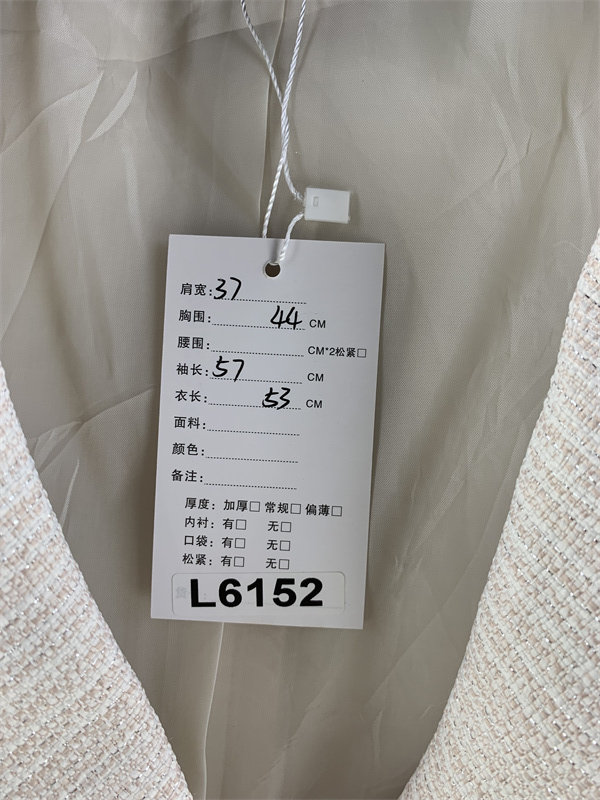 肩宽:37
胸围:44 CM
腰围: CM*2松紧□
袖长:57 CM
衣长:53 CM
面料:
颜色:
备注:
厚度:加厚□ 常规□ 偏薄□
内衬:有□ 无□
口袋:有□ 无□
松紧:有□ 无□
L6152